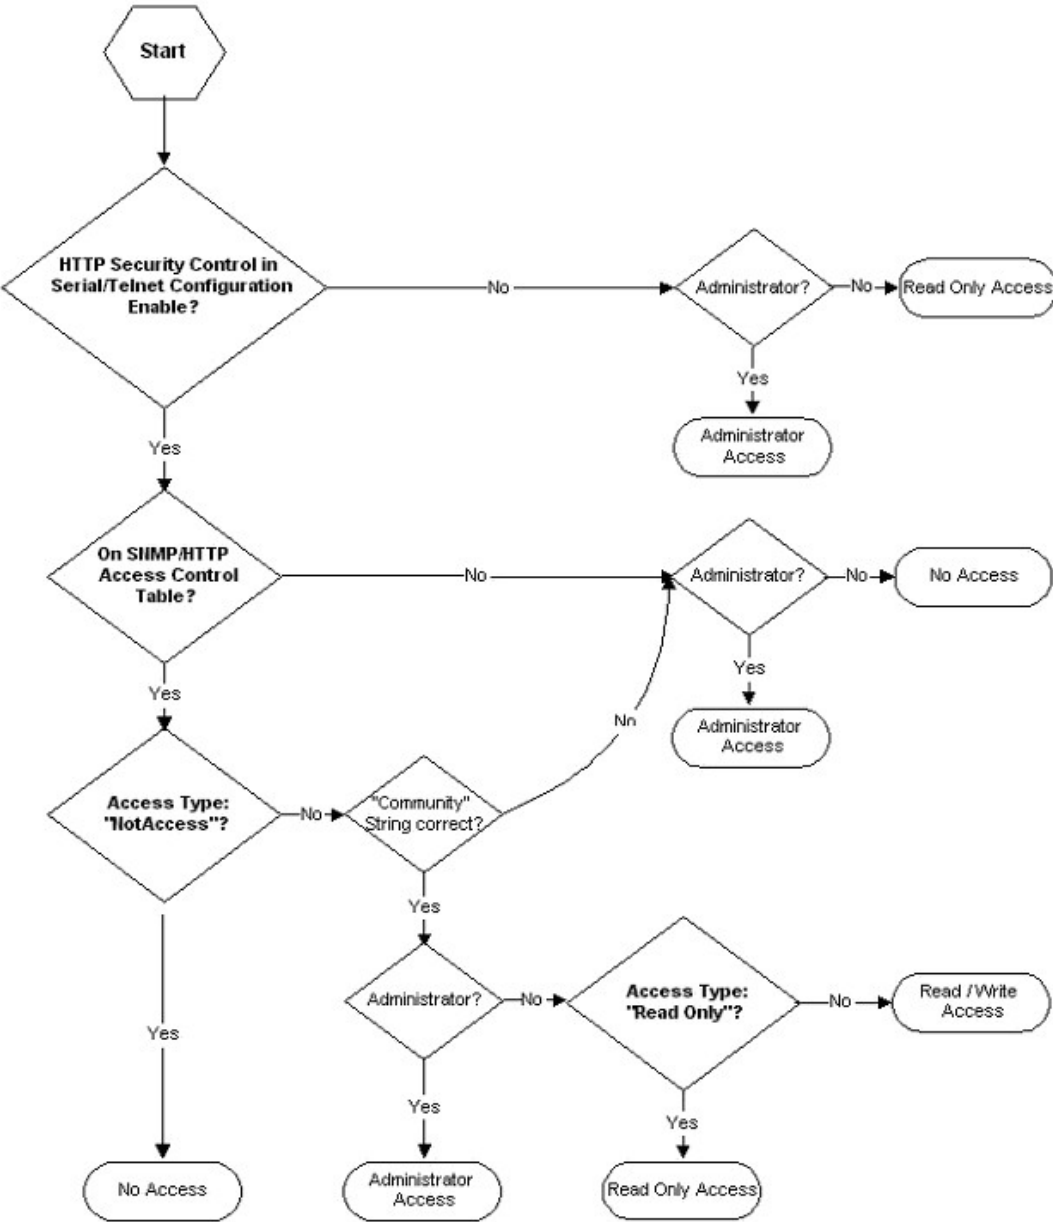 Start
HTTP Security Control in
Serial/Telnet Configuration
Enable?
No
Administrator?
No
Read Only Access
Yes
Administrator
Access
Yes
On SNMP/HTTP
Access Control
Table?
No
Administrator?
No
No Access
Yes
Administrator
Access
Yes
No
Access Type:
"NotAccess"?
No
"Community"
String correct?
Yes
Administrator?
No
Access Type:
"Read Only"?
No
Read / Write
Access
Yes
Yes
Yes
No Access
Administrator
Access
Read Only Access